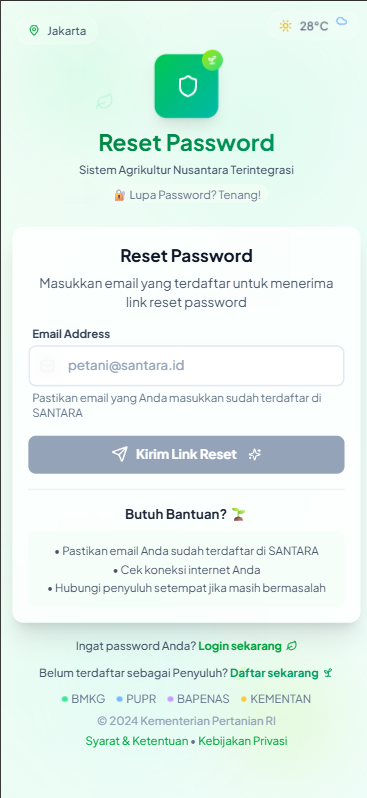 Jakarta
28°C
Reset Password
Sistem Agrikultur Nusantara Terintegrasi
🔐 Lupa Password? Tenang!
Reset Password
Masukkan email yang terdaftar untuk menerima
link reset password
Email Address
petani@santara.id
Pastikan email yang Anda masukkan sudah terdaftar di
SANTARA
Kirim Link Reset
Butuh Bantuan? 🌱
• Pastikan email Anda sudah terdaftar di SANTARA
• Cek koneksi internet Anda
• Hubungi penyuluh setempat jika masih bermasalah
Ingat password Anda? Login sekarang
Belum terdaftar sebagai Penyuluh? Daftar sekarang
BMKG PUPR BAPENAS KEMENTAN
© 2024 Kementerian Pertanian RI
Syarat & Ketentuan • Kebijakan Privasi